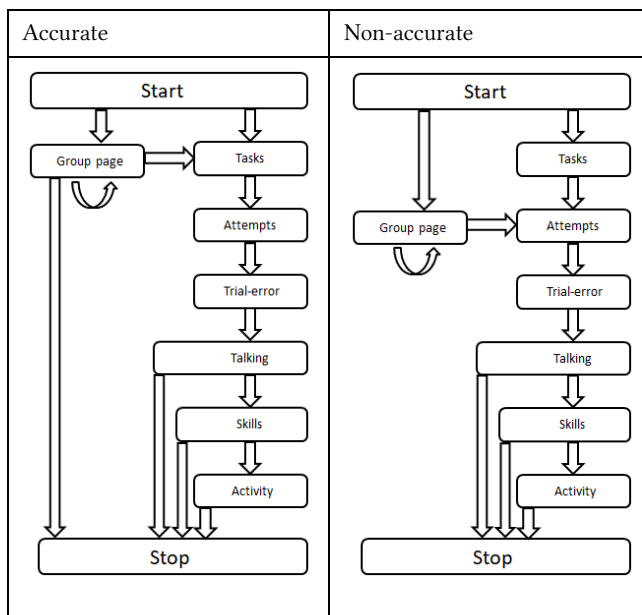 Accurate
Non-accurate
Start
Group page
Tasks
Attempts
Trial-error
Talking
Skills
Activity
Stop
Start
Tasks
Group page
Attempts
Trial-error
Talking
Skills
Activity
Stop